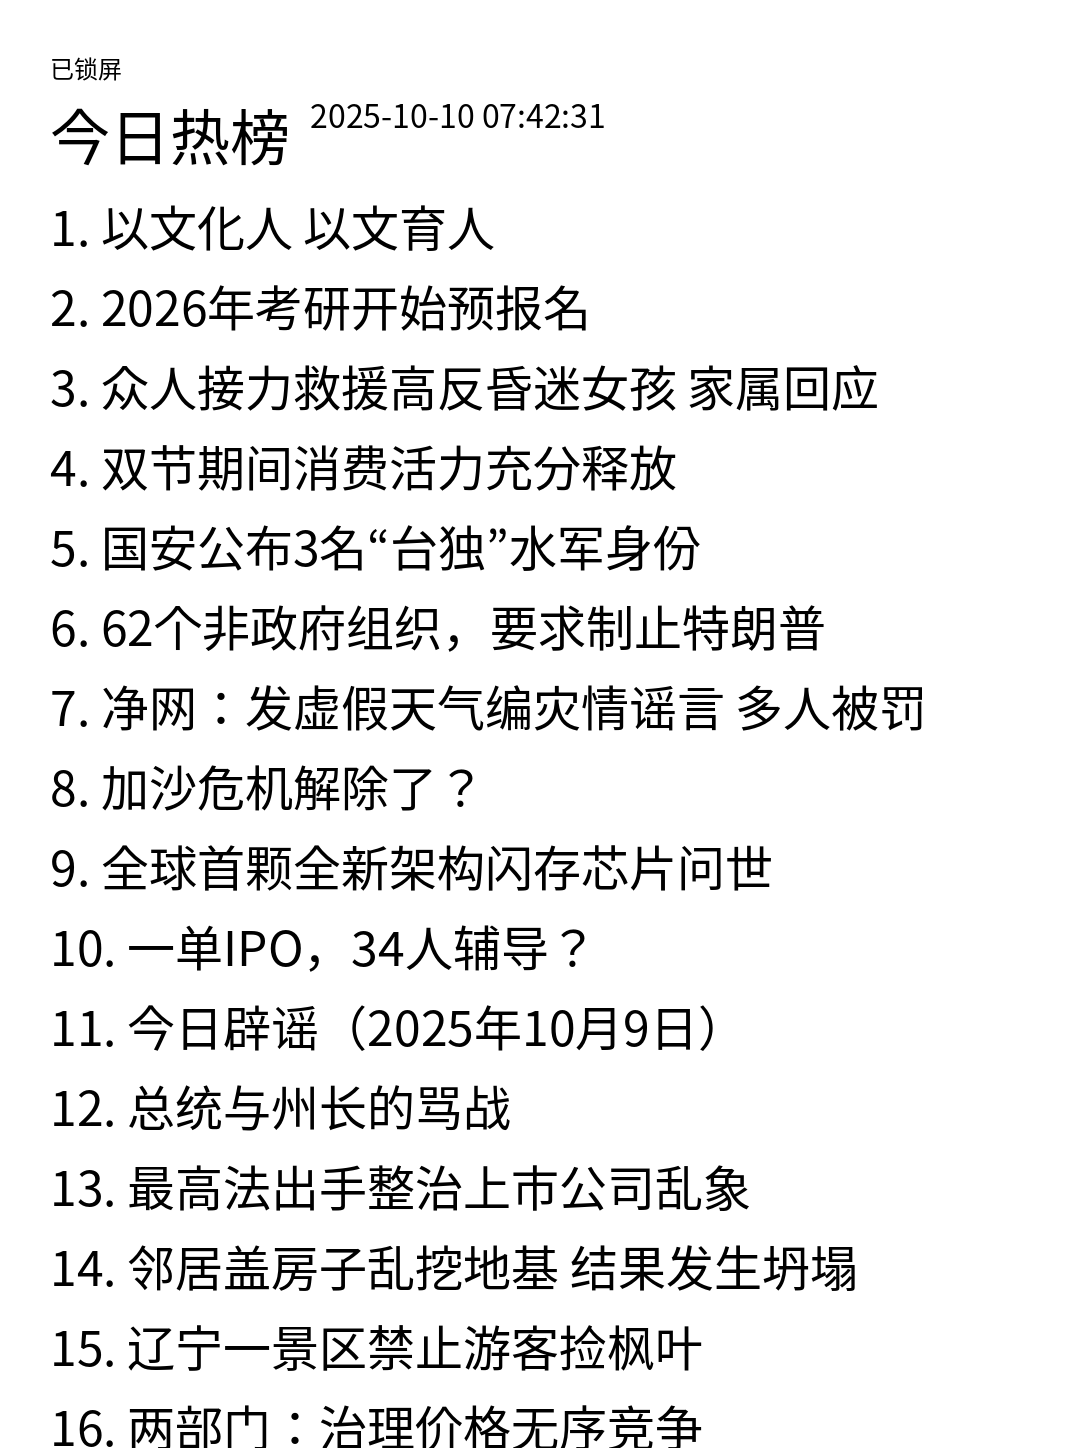 已锁屏
今日热榜 2025-10-10 07:42:31
1. 以文化人 以文育人
2. 2026年考研开始预报名
3. 众人接力救援高反昏迷女孩 家属回应
4. 双节期间消费活力充分释放
5. 国安公布3名“台独”水军身份
6. 62个非政府组织，要求制止特朗普
7. 净网：发虚假天气编灾情谣言 多人被罚
8. 加沙危机解除了？
9. 全球首颗全新架构闪存芯片问世
10. 一单IPO，34人辅导？
11. 今日辟谣（2025年10月9日）
12. 总统与州长的骂战
13. 最高法出手整治上市公司乱象
14. 邻居盖房子乱挖地基 结果发生坍塌
15. 辽宁一景区禁止游客捡枫叶
16. 两部门：治理价格无序竞争